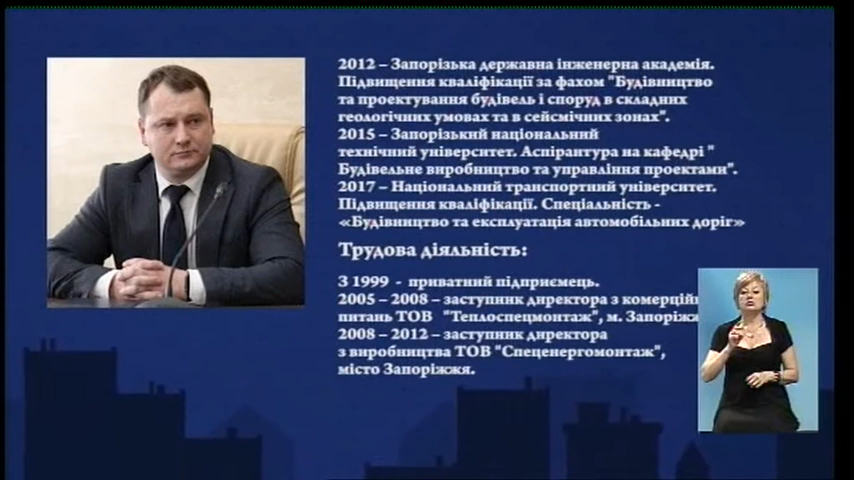 2012 – Запорізька державна інженерна академія.
Підвищення кваліфікації за фахом "Будівництво
та проектування будівель і споруд в складних
геологічних умовах та в сейсмічних зонах".
2015 – Запорізький національний
технічний університет. Аспірантура на кафедрі "
Будівельне виробництво та управління проектами".
2017 – Національний транспортний університет.
Підвищення кваліфікації. Спеціальність -
«Будівництво та експлуатація автомобільних доріг»
Трудова діяльність:
З 1999 - приватний підприємець.
2005 – 2008 – заступник директора з
питань ТОВ "Теплоспецмонтаж", м.
2008 – 2012 – заступник директора
з виробництва ТОВ "Спеценергомонтаж",
місто Запоріжжя.